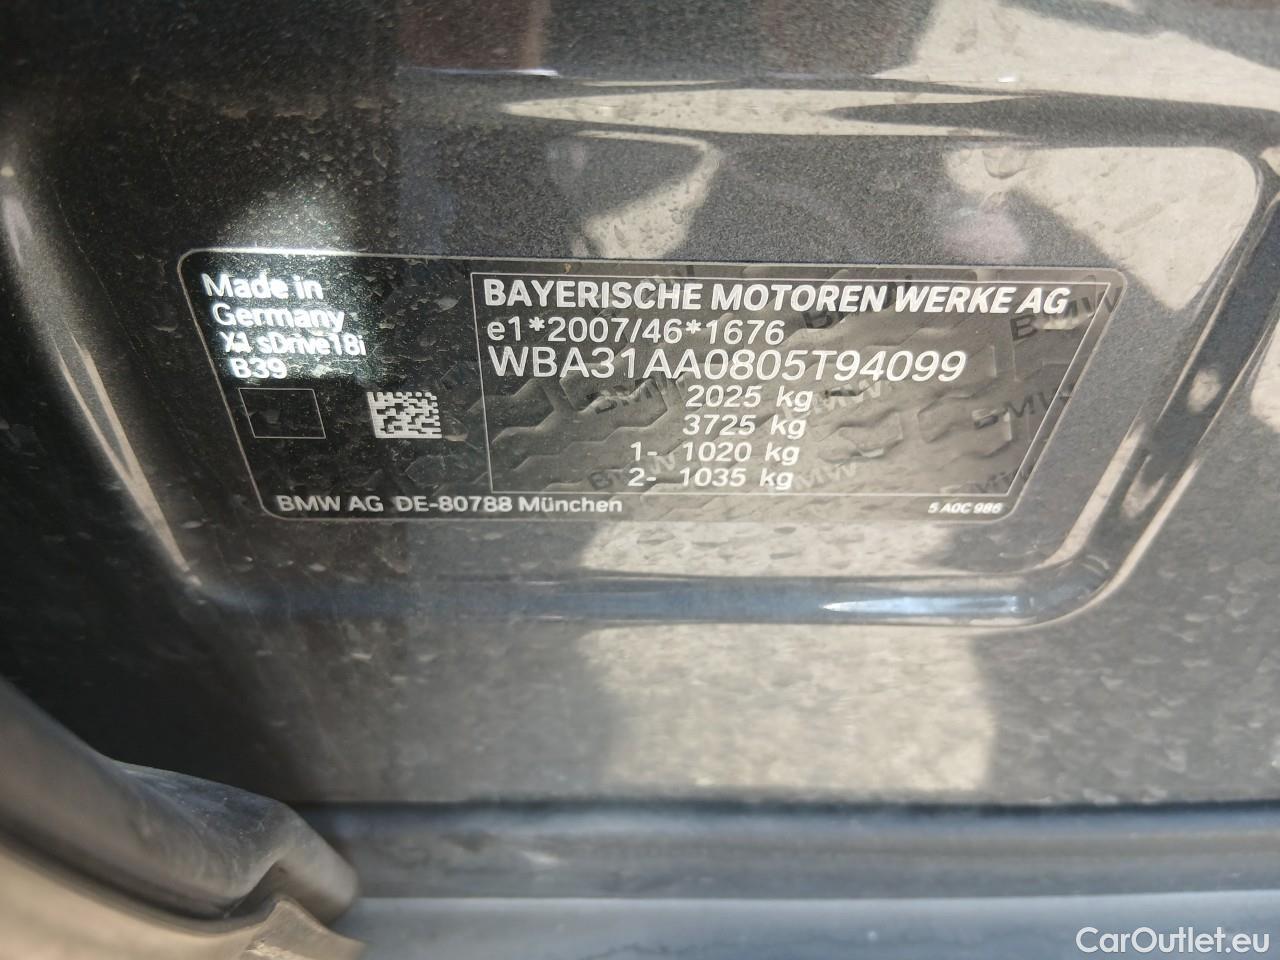 Made in
Germany
X1 sDrive18i
B39
BAYERISCHE MOTOREN WERKE AG
e1*2007/46*1676
WBA31AA0805T94099
2025 kg
3725 kg
1- 1020 kg
2- 1035 kg
BMW AG DE-80788 München
5 A0C 986
CarOutlet.eu